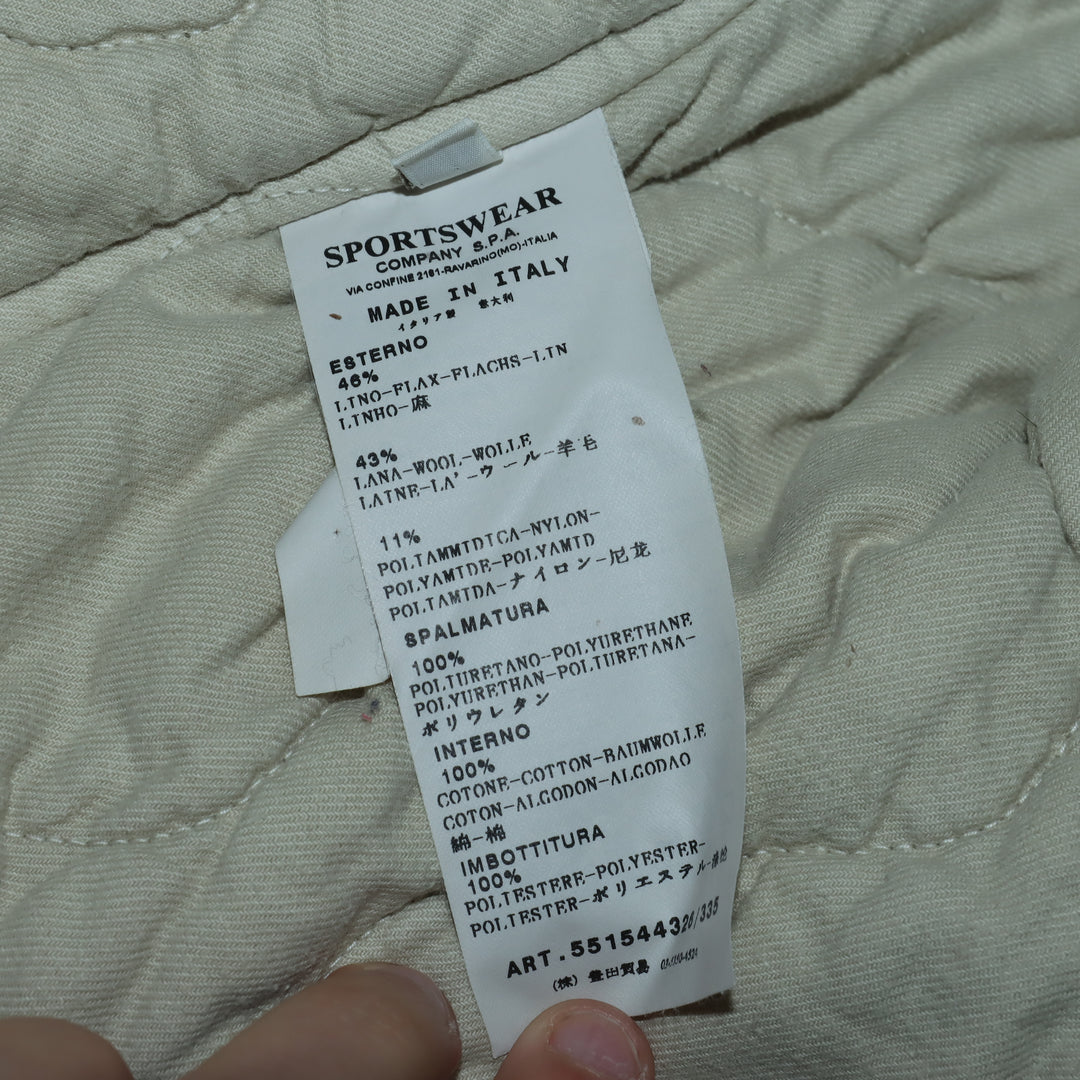 SPORTSWEAR
COMPANY S.P.A.
VIA CONFINE 2161-RAVARINO(MO)-ITALIA
MADE IN ITALY
イタリア製 意大利
ESTERNO
46%
LINO-FLAX-FLACHS-LIN
LINHO-麻
43%
LANA-WOOL-WOLLE
LAINE-LA'-ウール-羊毛
11%
POLIAMMIDICA-NYLON-
POLYAMIDE-POLYAMID
POLIAMIDA-ナイロン-尼龙
SPALMATURA
100%
POLIURETANO-POLYURETHANE
POLYURETHAN-POLIURETANA-
ポリウレタン
INTERNO
100%
COTONE-COTTON-BAUMWOLLE
COTON-ALGODON-ALGODAO
綿-棉
IMBOTTITURA
100%
POLIESTERE-POLYESTER-
POLIESTER-ポリエステル-
ART.551544320/335
(株) 豊田貿易